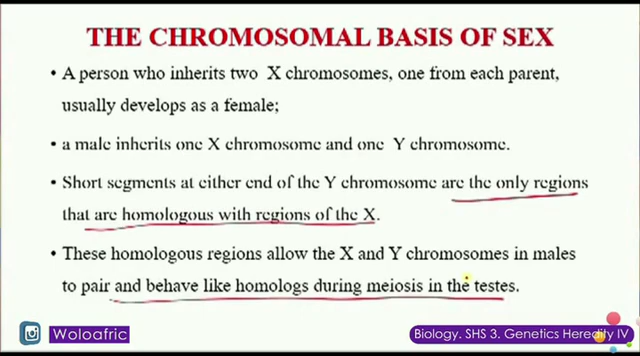 THE CHROMOSOMAL BASIS OF SEX
• A person who inherits two X chromosomes, one from each parent,
usually develops as a female;
• a male inherits one X chromosome and one Y chromosome.
• Short segments at either end of the Y chromosome are the only regions
that are homologous with regions of the X.
• These homologous regions allow the X and Y chromosomes in males
to pair and behave like homologs during meiosis in the testes.
Woloafric
Biology. SHS 3. Genetics Heredify IV